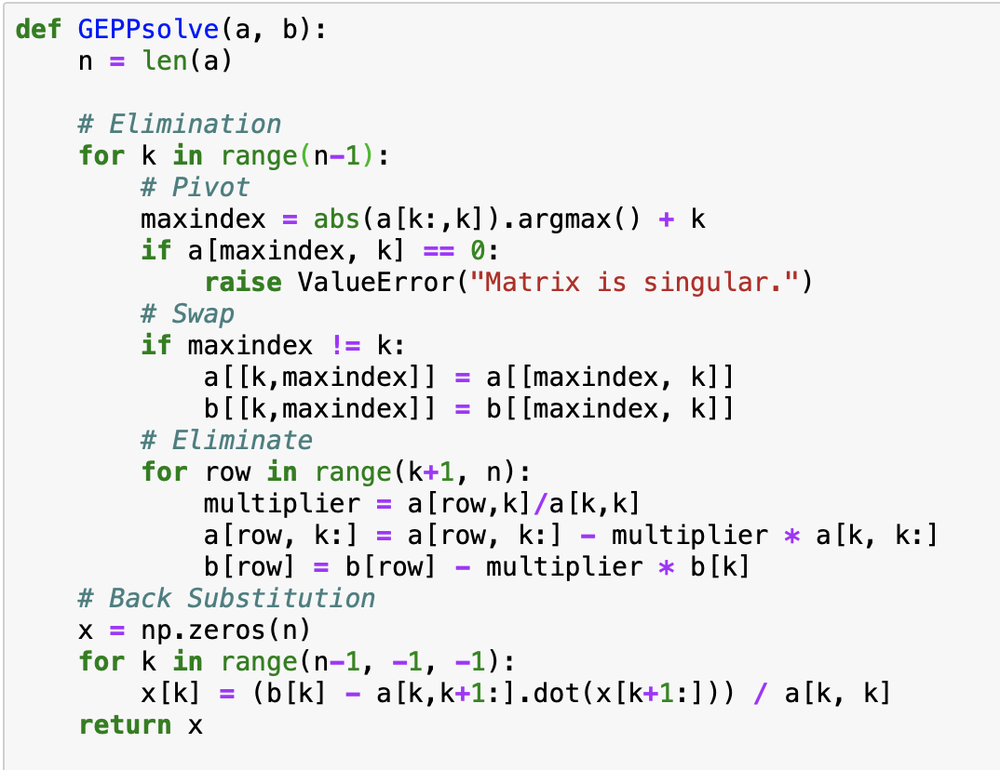 def GEPPsolve(a, b):
    n = len(a)

    # Elimination
    for k in range(n-1):
        # Pivot
        maxindex = abs(a[k:,k]).argmax() + k
        if a[maxindex, k] == 0:
            raise ValueError("Matrix is singular.")
        # Swap
        if maxindex != k:
            a[[k,maxindex]] = a[[maxindex, k]]
            b[[k,maxindex]] = b[[maxindex, k]]
        # Eliminate
        for row in range(k+1, n):
            multiplier = a[row,k]/a[k,k]
            a[row, k:] = a[row, k:] - multiplier * a[k, k:]
            b[row] = b[row] - multiplier * b[k]
    # Back Substitution
    x = np.zeros(n)
    for k in range(n-1, -1, -1):
        x[k] = (b[k] - a[k,k+1:].dot(x[k+1:])) / a[k, k]
    return x